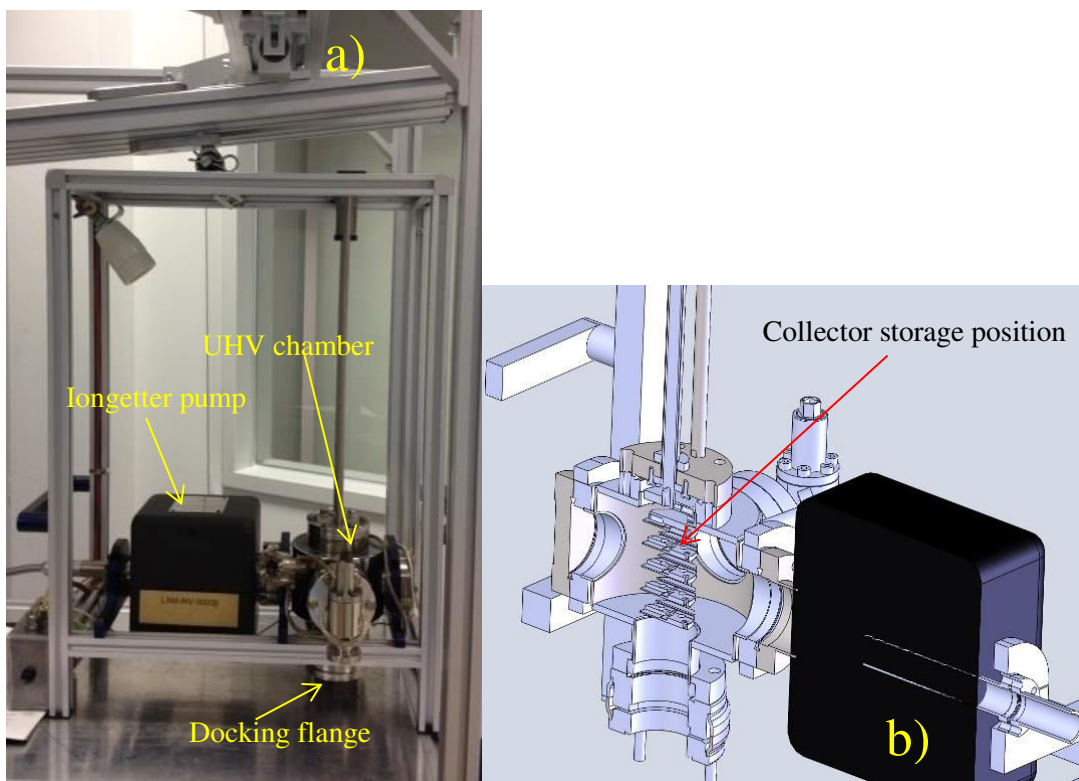 a)
UHV chamber
Iongetter pump
Docking flange
Collector storage position
b)